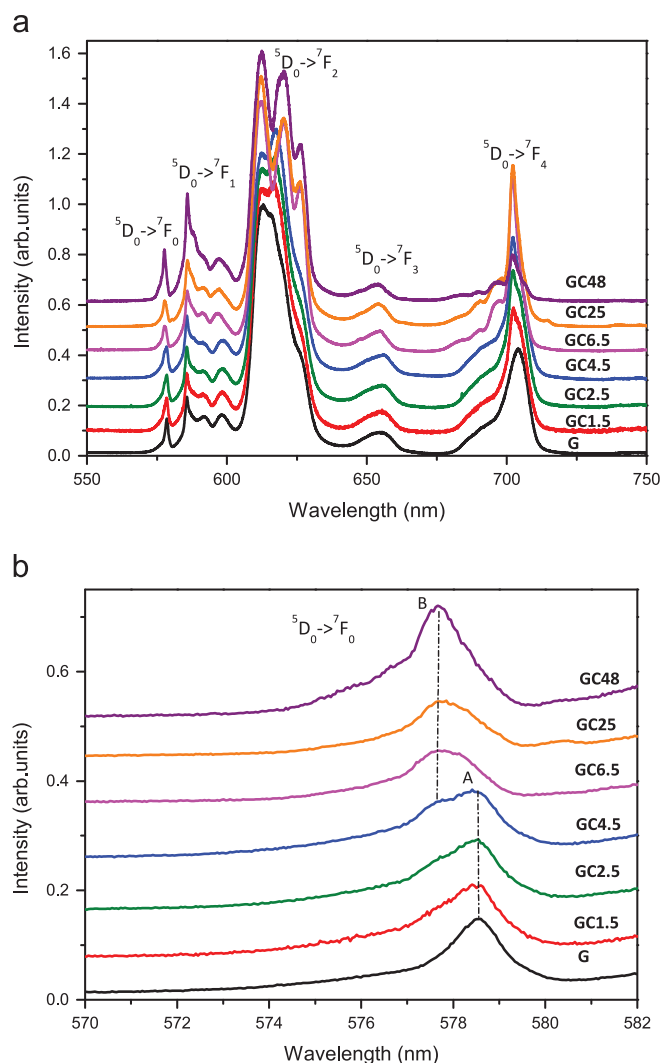 a
1.6
1.4
1.2
1.0
0.8
0.6
0.4
0.2
0.0
Intensity (arb.units)
⁵D₀->⁷F₀
⁵D₀->⁷F₁
⁵D₀->⁷F₂
⁵D₀->⁷F₃
⁵D₀->⁷F₄
GC48
GC25
GC6.5
GC4.5
GC2.5
GC1.5
G
550 600 650 700 750
Wavelength (nm)
b
0.6
0.4
0.2
0.0
Intensity (arb.units)
⁵D₀->⁷F₀
B
A
GC48
GC25
GC6.5
GC4.5
GC2.5
GC1.5
G
570 572 574 576 578 580 582
Wavelength (nm)